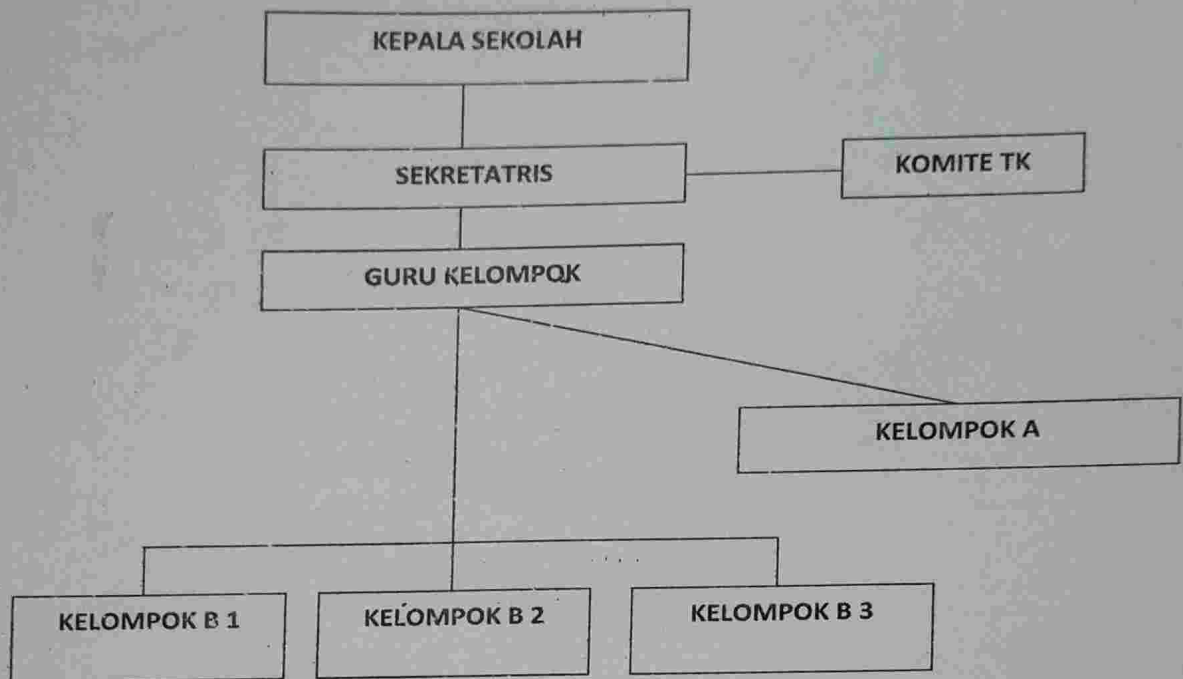 KEPALA SEKOLAH
SEKRETATRIS
KOMITE TK
GURU KELOMPOK
KELOMPOK A
KELOMPOK B 1
KELOMPOK B 2
KELOMPOK B 3